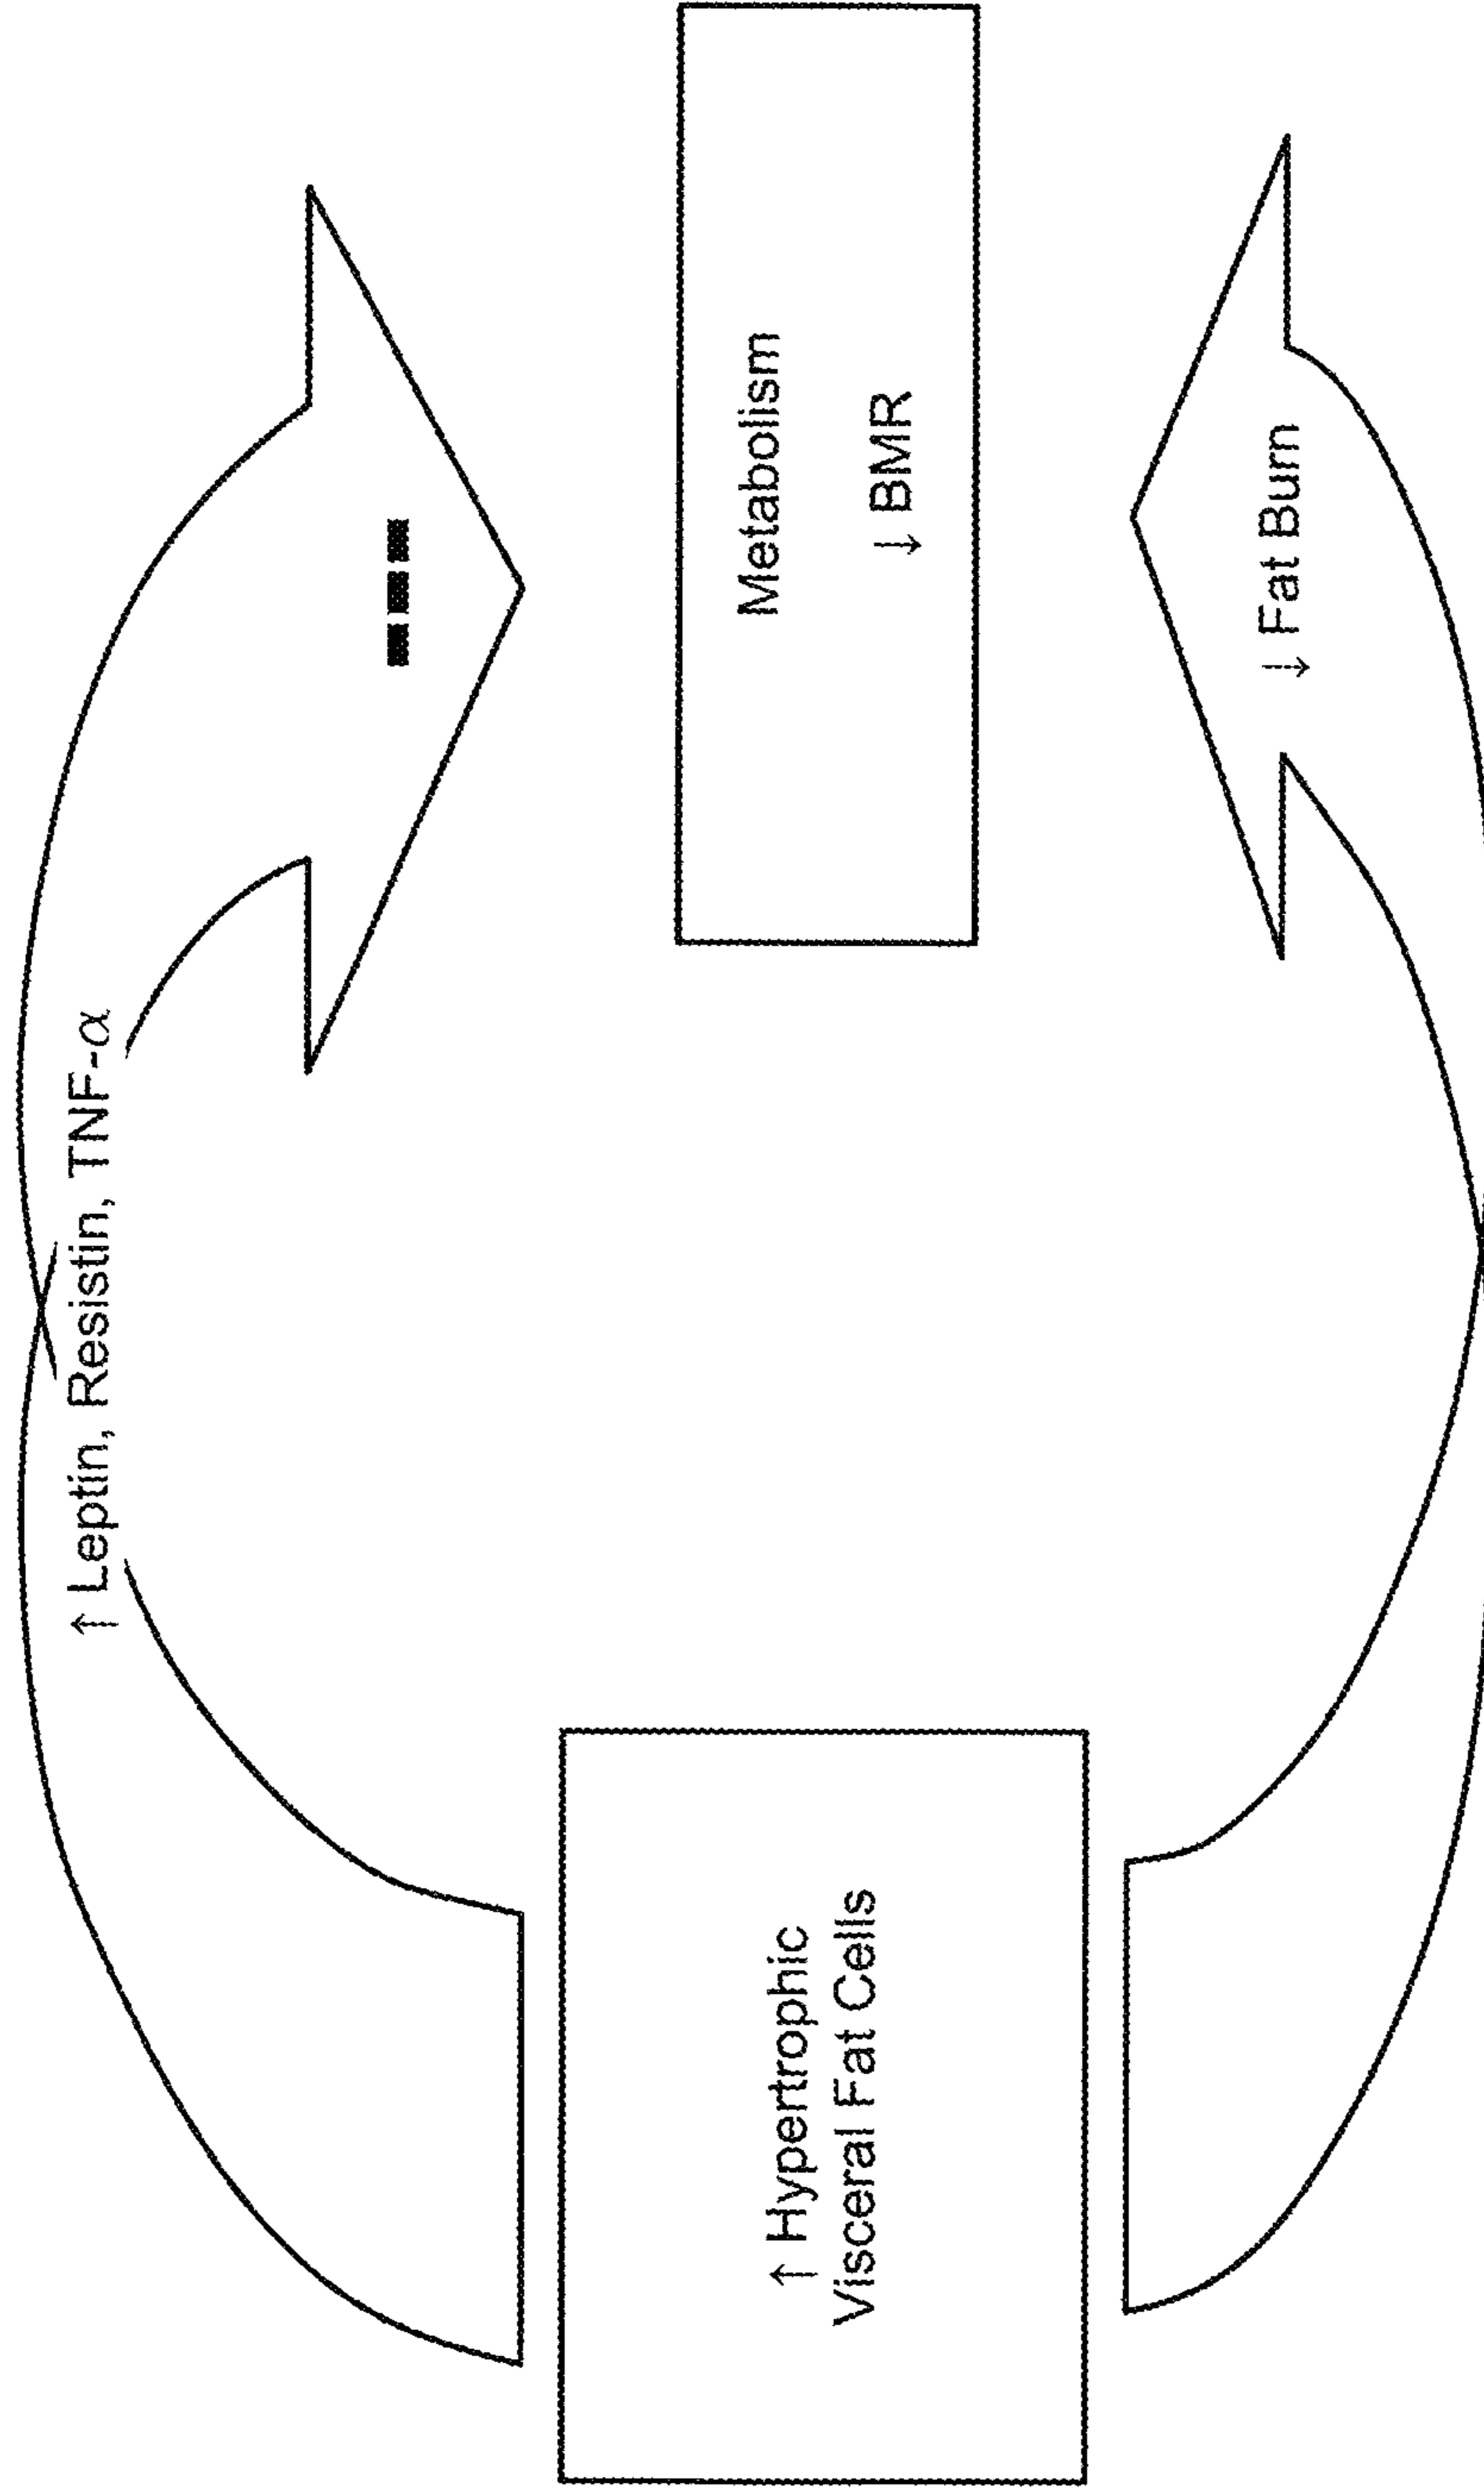 ↑ Leptin, Resistin, TNF-α
---
↑ Hypertrophic
Visceral Fat Cells
Metabolism
↓ BMR
↓ Fat Burn